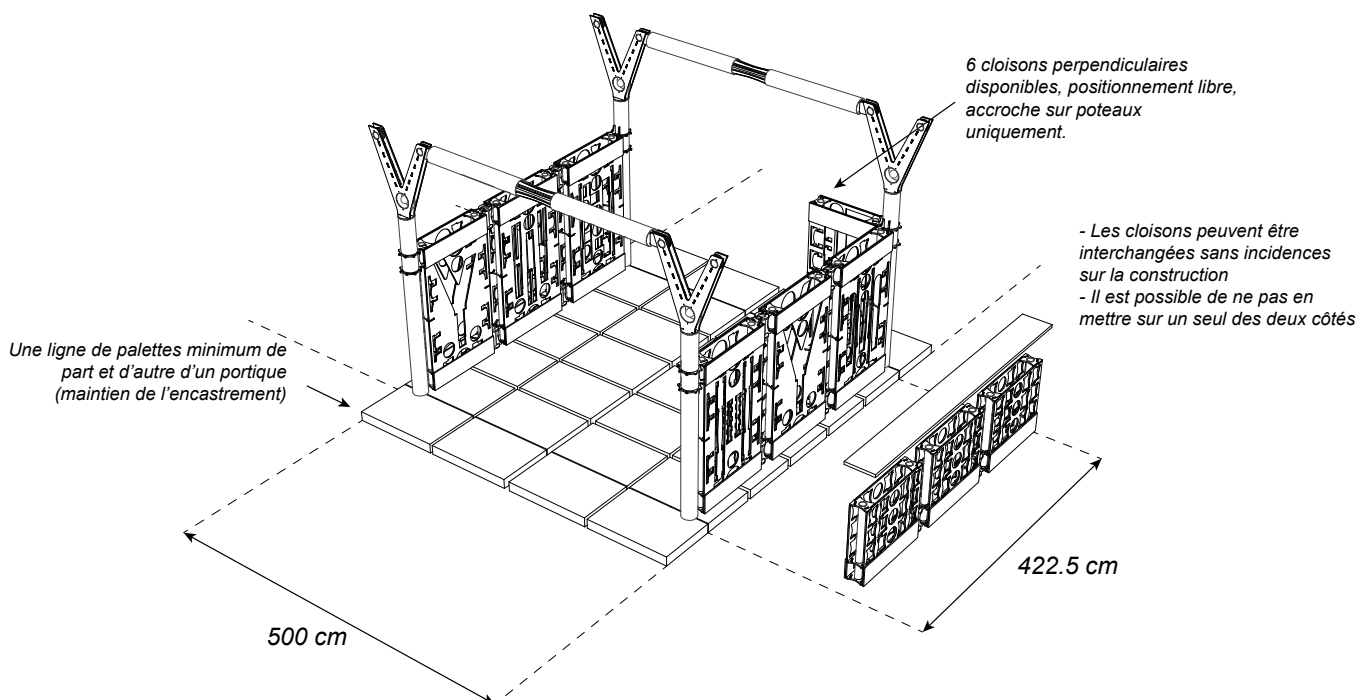 6 cloisons perpendiculaires
disponibles, positionnement libre,
accroche sur poteaux
uniquement.
- Les cloisons peuvent être
interchangées sans incidences
sur la construction
- Il est possible de ne pas en
mettre sur un seul des deux côtés
Une ligne de palettes minimum de
part et d'autre d'un portique
(maintien de l'encastrement)
422.5 cm
500 cm